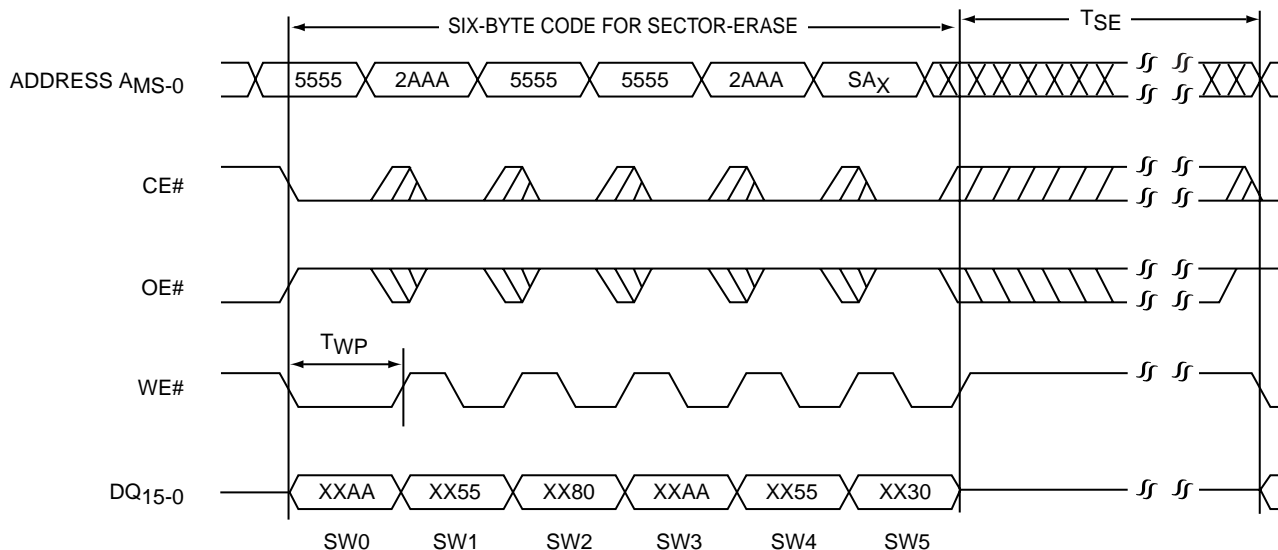 SIX-BYTE CODE FOR SECTOR-ERASE
TSE
ADDRESS AMS-0
5555 2AAA 5555 5555 2AAA SAX
CE#
OE#
TWP
WE#
DQ15-0
XXAA XX55 XX80 XXAA XX55 XX30
SW0 SW1 SW2 SW3 SW4 SW5